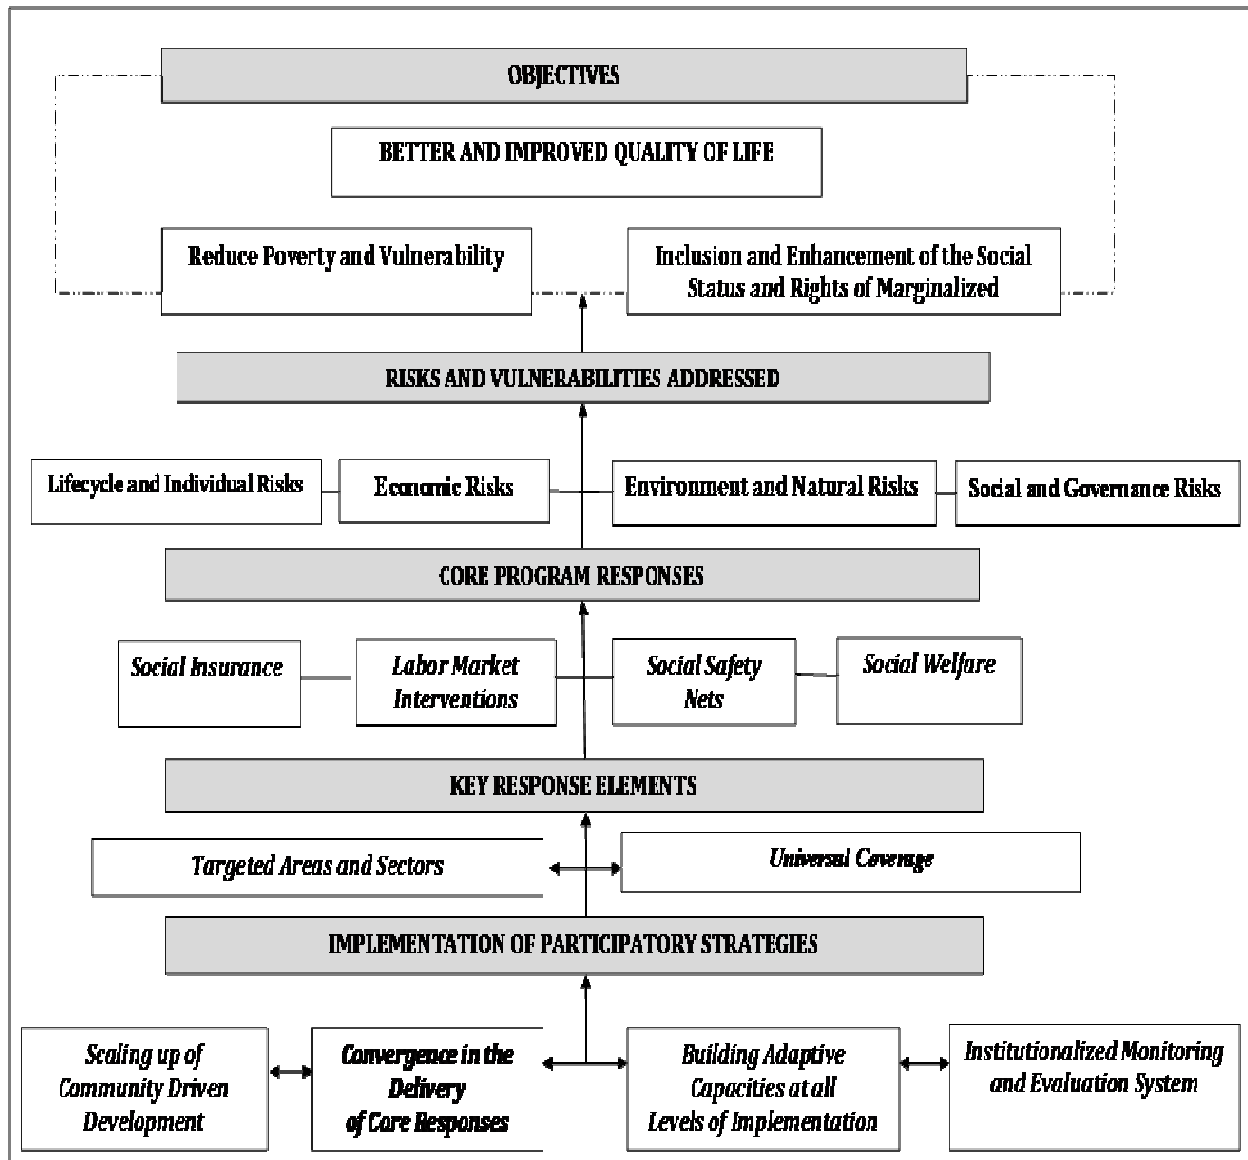 OBJECTIVES
BETTER AND IMPROVED QUALITY OF LIFE
Reduce Poverty and Vulnerability
Inclusion and Enhancement of the Social
Status and Rights of Marginalized
RISKS AND VULNERABILITIES ADDRESSED
Lifecycle and Individual Risks
Economic Risks
Environment and Natural Risks
Social and Governance Risks
CORE PROGRAM RESPONSES
Social Insurance
Labor Market
Interventions
Social Safety
Nets
Social Welfare
KEY RESPONSE ELEMENTS
Targeted Areas and Sectors
Universal Coverage
IMPLEMENTATION OF PARTICIPATORY STRATEGIES
Scaling up of
Community Driven
Development
Convergence in the
Delivery
of Core Responses
Building Adaptive
Capacities at all
Levels of Implementation
Institutionalized Monitoring
and Evaluation System